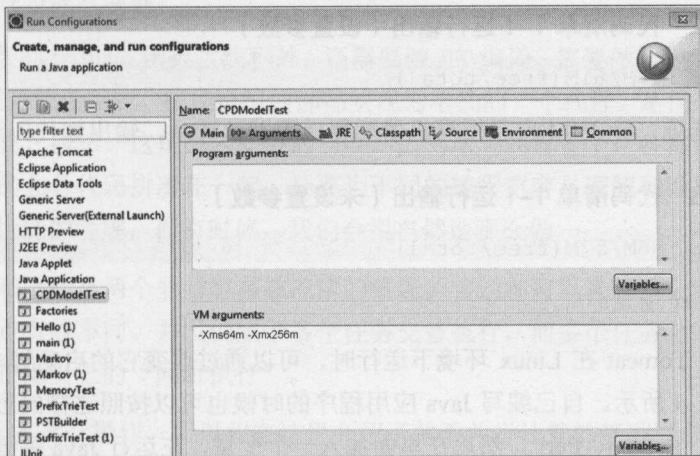 Run Configurations
Create, manage, and run configurations
Run a Java application
type filter text
Apache Tomcat
Eclipse Application
Eclipse Data Tools
Generic Server
Generic Server(External Launch)
HTTP Preview
J2EE Preview
Java Applet
Java Application
CPDModelTest
Factories
Hello (1)
main (1)
Markov
Markov (1)
MemoryTest
PrefixTrieTest
PSTBuilder
SuffixTrieTest (1)
JUnit
Name: CPDModelTest
Main
(x)= Arguments
JRE
Classpath
Source
Environment
Common
Program arguments:
Variables...
VM arguments:
-Xms64m -Xmx256m
Variables...